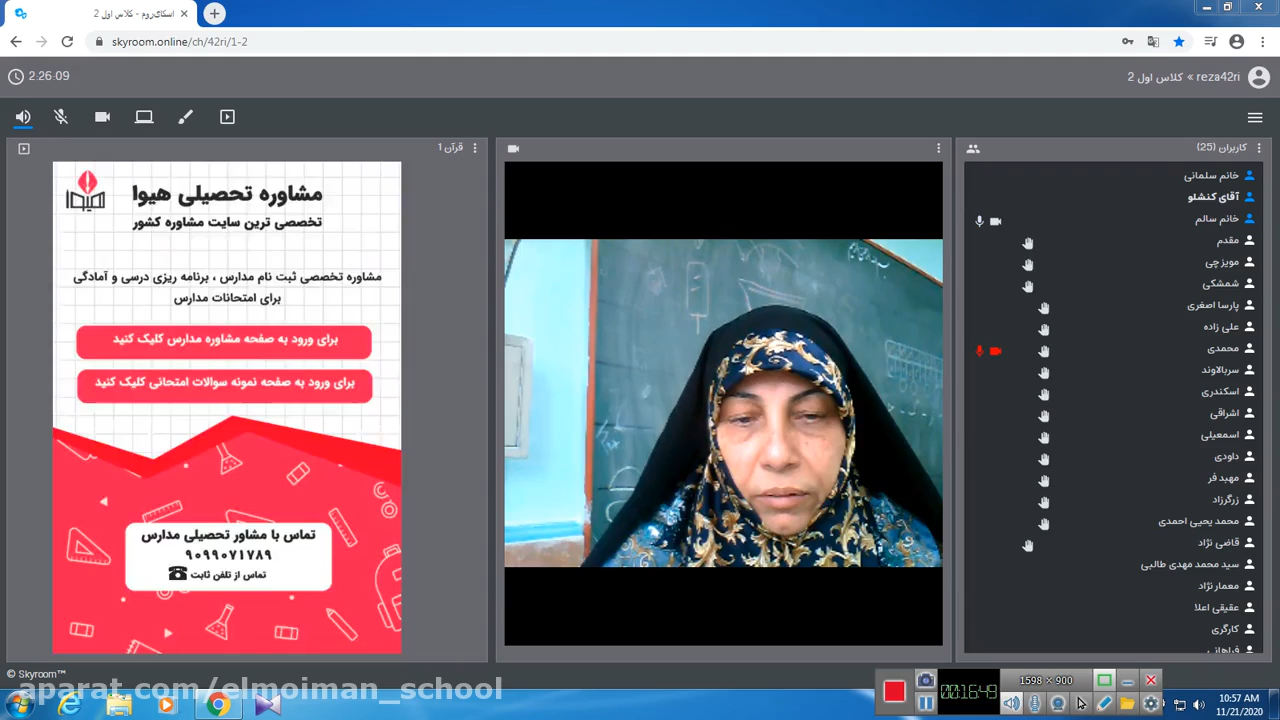 اسکای‌روم - کلاس اول 2
skyroom.online/ch/42ri/1-2
2:26:09
reza42ri » کلاس اول 2
قرآن 1
هیوا
مشاوره تحصیلی هیوا
تخصصی ترین سایت مشاوره کشور
مشاوره تخصصی ثبت نام مدارس ، برنامه ریزی درسی و آمادگی
برای امتحانات مدارس
برای ورود به صفحه مشاوره مدارس کلیک کنید
برای ورود به صفحه نمونه سوالات امتحانی کلیک کنید
تماس با مشاور تحصیلی مدارس
۹۰۹۹۰۷۱۷۸۹
تماس از تلفن ثابت
کاربران (25)
خانم سلمانی
آقای کنشلو
خانم سالم
مقدم
مویز چی
شمشکی
پارسا اصغری
علی زاده
محمدی
سربالاوند
اسکندری
اشراقی
اسمعیلی
داودی
مهبد فر
زرگرزاد
محمد یحیی احمدی
قاضی نژاد
سید محمد مهدی طالبی
معمار نژاد
عقیقی اعلا
کارگری
فراهانی
© Skyroom™
aparat.com/elmoiman_school
00:16:49
1598 × 900
10:57 AM
11/21/2020